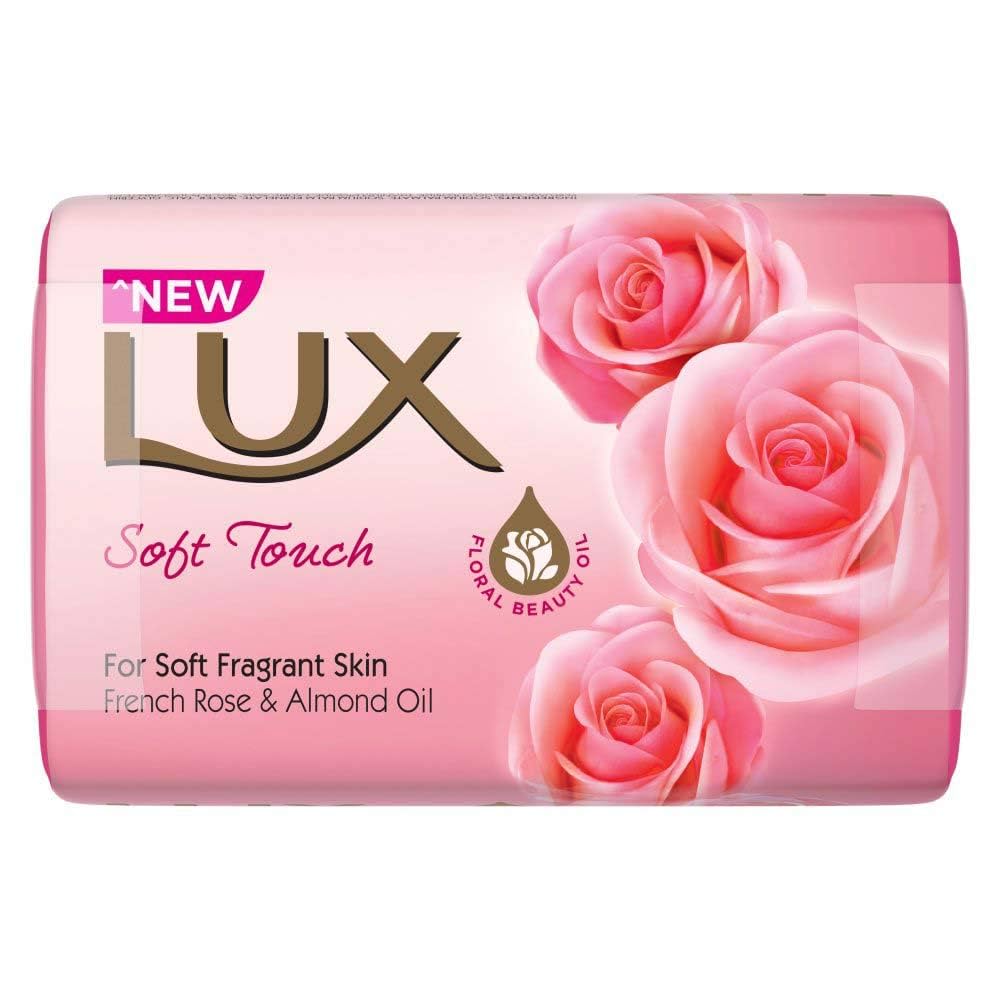 ^NEW
LUX
Soft Touch
FLORAL BEAUTY OIL
For Soft Fragrant Skin
French Rose & Almond Oil